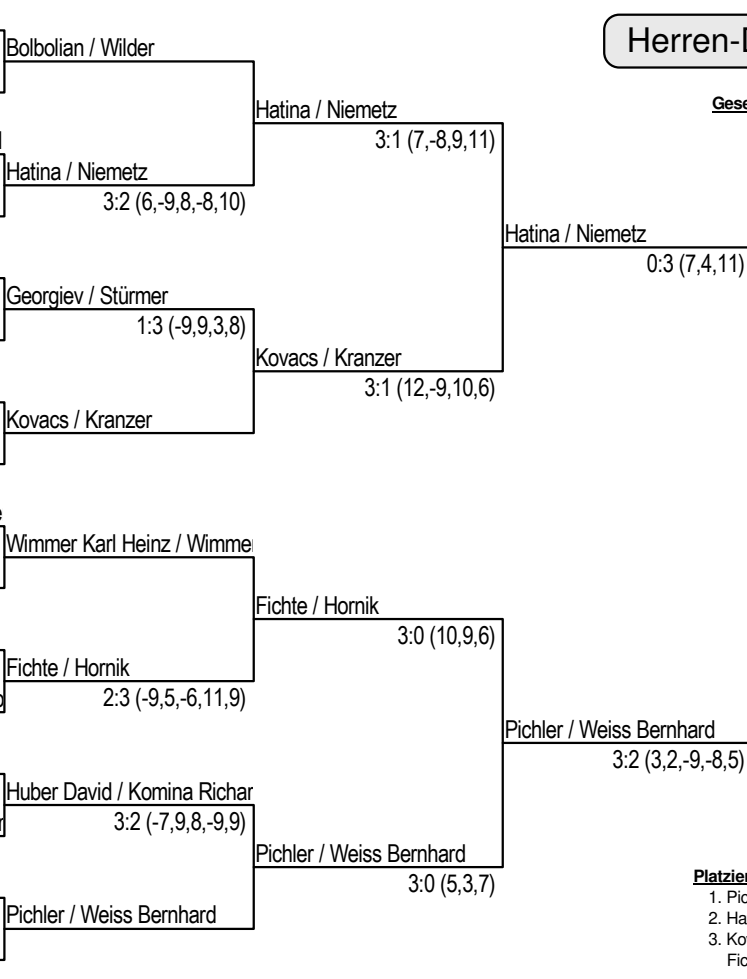 Herren-D
Gese
Bolbolian / Wilder
Hatina / Niemetz
3:1 (7,-8,9,11)
Hatina / Niemetz
3:2 (6,-9,8,-8,10)
Hatina / Niemetz
0:3 (7,4,11)
Georgiev / Stürmer
1:3 (-9,9,3,8)
Kovacs / Kranzer
3:1 (12,-9,10,6)
Kovacs / Kranzer
Wimmer Karl Heinz / Wimme
Fichte / Hornik
3:0 (10,9,6)
Fichte / Hornik
2:3 (-9,5,-6,11,9)
Pichler / Weiss Bernhard
3:2 (3,2,-9,-8,5)
Huber David / Komina Richar
3:2 (-7,9,8,-9,9)
Pichler / Weiss Bernhard
3:0 (5,3,7)
Pichler / Weiss Bernhard
Platzier
1. Pic
2. Ha
3. Kov
Fic